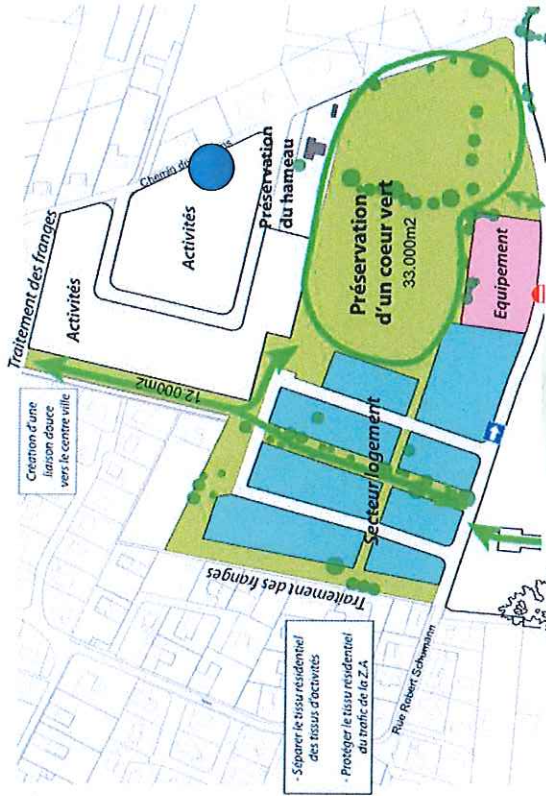 Traitement des franges
Création d'une
liaison douce
vers le centre ville
12.000m2
Activités
Activités
Chemin du
Préservation
du hameau
Préservation
d'un coeur vert
33.000m2
Equipement
Secteur logement
Traitement des franges
- Séparer le tissu résidentiel
des tissus d'activités
- Protéger le tissu résidentiel
du trafic de la Z.A
Rue Robert Schumann